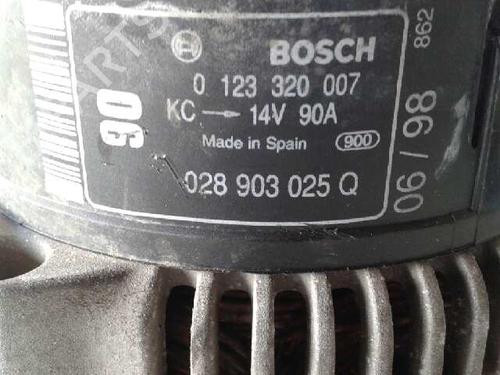 BOSCH
0 123 320 007
KC → 14V 90A
Made in Spain 900
028 903 025 Q
90
06 / 98
862